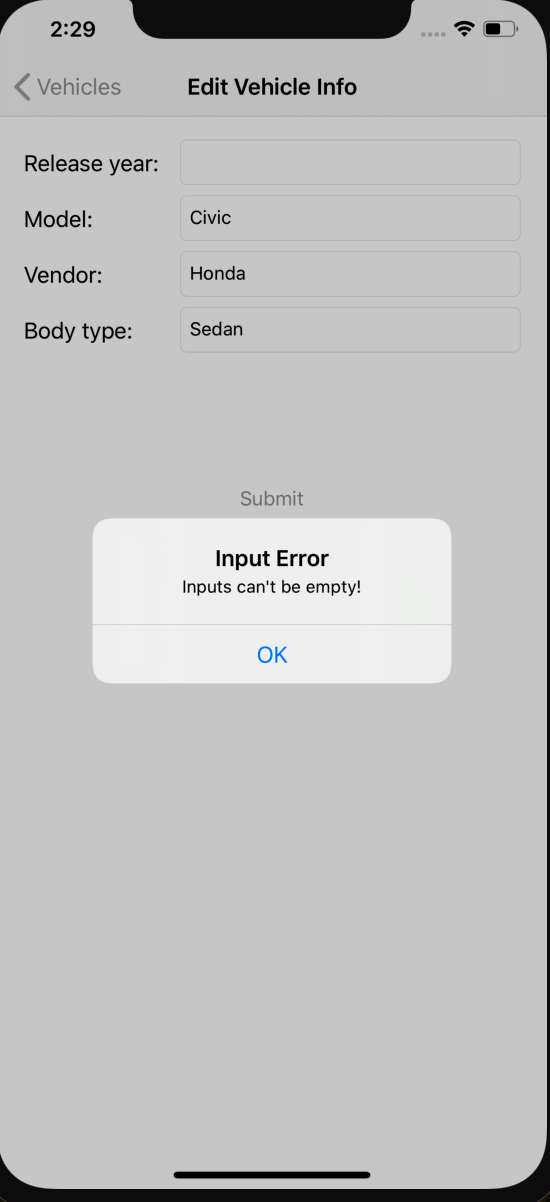 2:29
Vehicles Edit Vehicle Info
Release year:
Model: Civic
Vendor: Honda
Body type: Sedan
Submit
Input Error
Inputs can't be empty!
OK